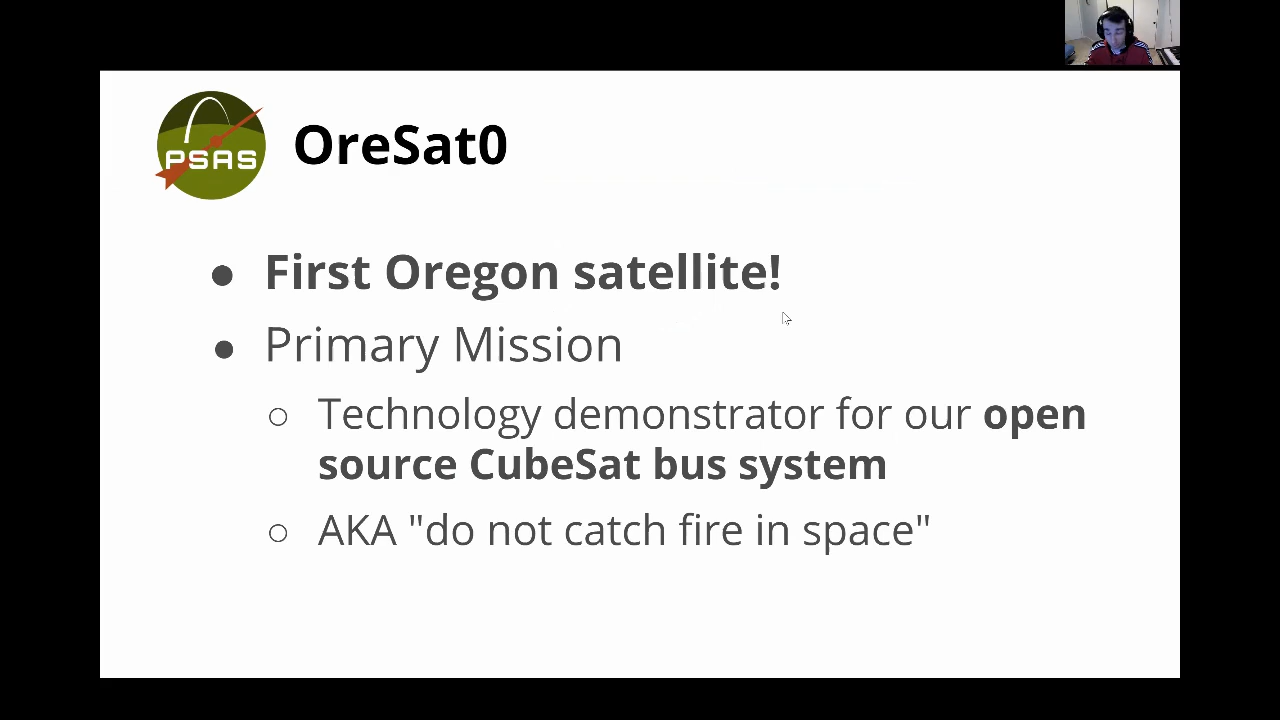 PSAS
OreSat0
● First Oregon satellite!
● Primary Mission
○ Technology demonstrator for our open
source CubeSat bus system
○ AKA "do not catch fire in space"